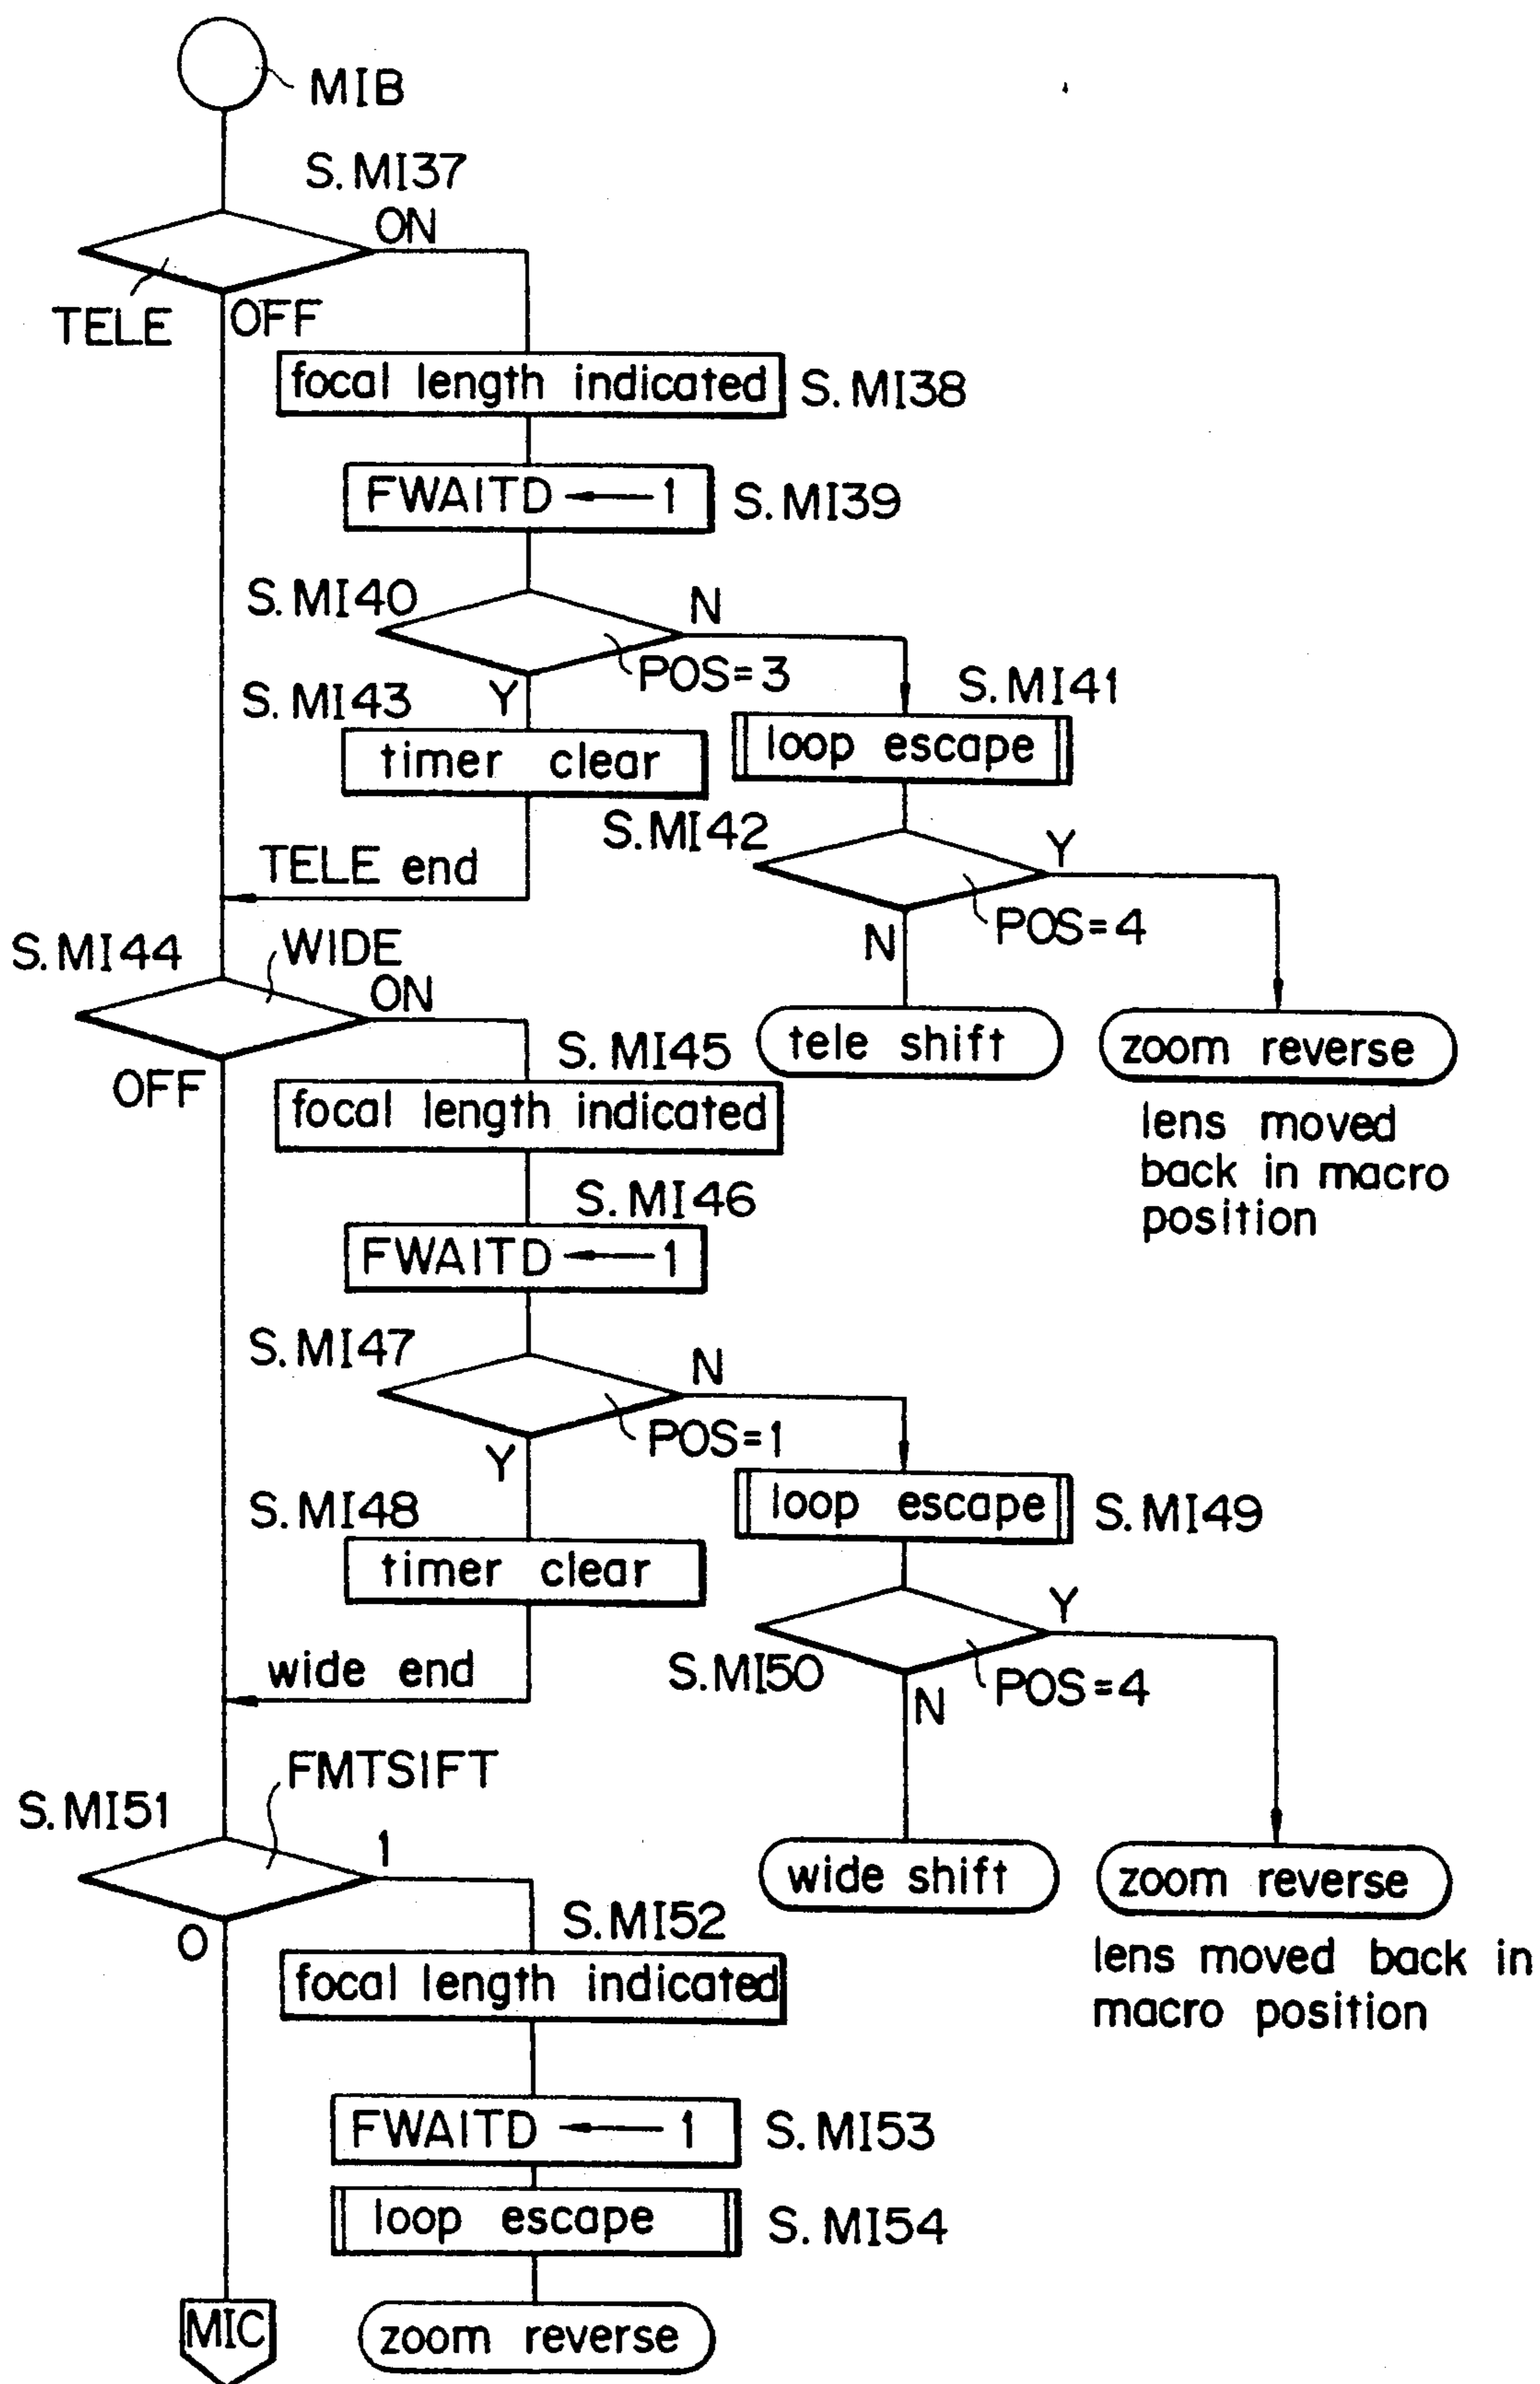 MIB
S.MI37
ON
TELE
OFF
focal length indicated
S.MI38
FWAITD ← 1
S.MI39
S.MI40
N
POS=3
S.MI43
Y
S.MI41
timer clear
loop escape
S.MI42
Y
TELE end
POS=4
N
S.MI44
WIDE
ON
OFF
S.MI45
tele shift
zoom reverse
focal length indicated
lens moved
back in macro
position
S.MI46
FWAITD ← 1
S.MI47
N
POS=1
Y
S.MI48
loop escape
S.MI49
timer clear
Y
wide end
S.MI50
POS=4
N
FMTSIFT
S.MI51
1
wide shift
zoom reverse
O
S.MI52
lens moved back in
macro position
focal length indicated
FWAITD ← 1
S.MI53
loop escape
S.MI54
MIC
zoom reverse